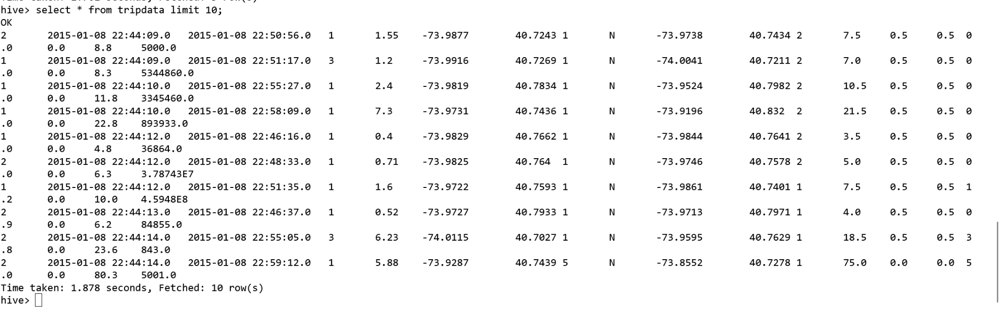 hive> select * from tripdata limit 10;
OK
2 2015-01-08 22:44:09.0 2015-01-08 22:50:56.0 1 1.55 -73.9877 40.7243 1 N -73.9738 40.7434 2 7.5 0.5 0.5 0
.0 0.0 8.8 5000.0
1 2015-01-08 22:44:09.0 2015-01-08 22:51:17.0 3 1.2 -73.9916 40.7269 1 N -74.0041 40.7211 2 7.0 0.5 0.5 0
.0 0.0 8.3 5344860.0
1 2015-01-08 22:44:10.0 2015-01-08 22:55:27.0 1 2.4 -73.9819 40.7834 1 N -73.9524 40.7982 2 10.5 0.5 0.5 0
.0 0.0 11.8 3345460.0
1 2015-01-08 22:44:10.0 2015-01-08 22:58:09.0 1 7.3 -73.9731 40.7436 1 N -73.9196 40.832 2 21.5 0.5 0.5 0
.0 0.0 22.8 893933.0
1 2015-01-08 22:44:12.0 2015-01-08 22:46:16.0 1 0.4 -73.9829 40.7662 1 N -73.9844 40.7641 2 3.5 0.5 0.5 0
.0 0.0 4.8 36864.0
2 2015-01-08 22:44:12.0 2015-01-08 22:48:33.0 1 0.71 -73.9825 40.764 1 N -73.9746 40.7578 2 5.0 0.5 0.5 0
.0 0.0 6.3 3.78743E7
1 2015-01-08 22:44:12.0 2015-01-08 22:51:35.0 1 1.6 -73.9722 40.7593 1 N -73.9861 40.7401 1 7.5 0.5 0.5 1
.2 0.0 10.0 4.5948E8
2 2015-01-08 22:44:13.0 2015-01-08 22:46:37.0 1 0.52 -73.9727 40.7933 1 N -73.9713 40.7971 1 4.0 0.5 0.5 0
.9 0.0 6.2 84855.0
2 2015-01-08 22:44:14.0 2015-01-08 22:55:05.0 3 6.23 -74.0115 40.7027 1 N -73.9595 40.7629 1 18.5 0.5 0.5 3
.8 0.0 23.6 843.0
2 2015-01-08 22:44:14.0 2015-01-08 22:59:12.0 1 5.88 -73.9287 40.7439 5 N -73.8552 40.7278 1 75.0 0.0 0.0 5
.0 0.0 80.3 5001.0
Time taken: 1.878 seconds, Fetched: 10 row(s)
hive>